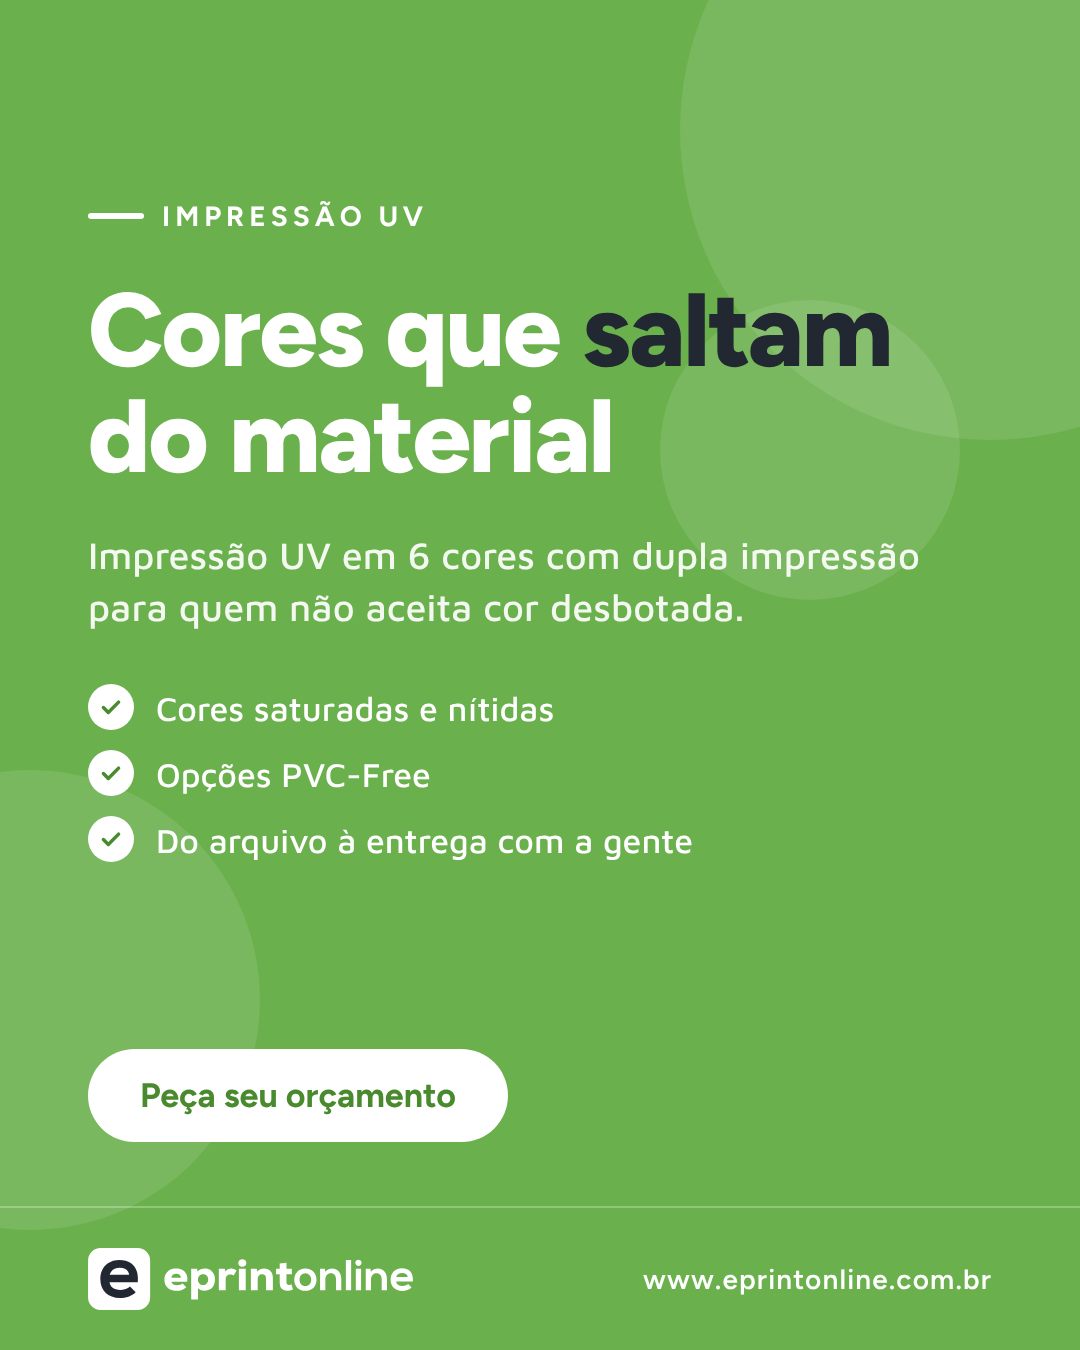 IMPRESSÃO UV
Cores que saltam
do material
Impressão UV em 6 cores com dupla impressão
para quem não aceita cor desbotada.
Cores saturadas e nítidas
Opções PVC-Free
Do arquivo à entrega com a gente
Peça seu orçamento
e eprintonline
www.eprintonline.com.br